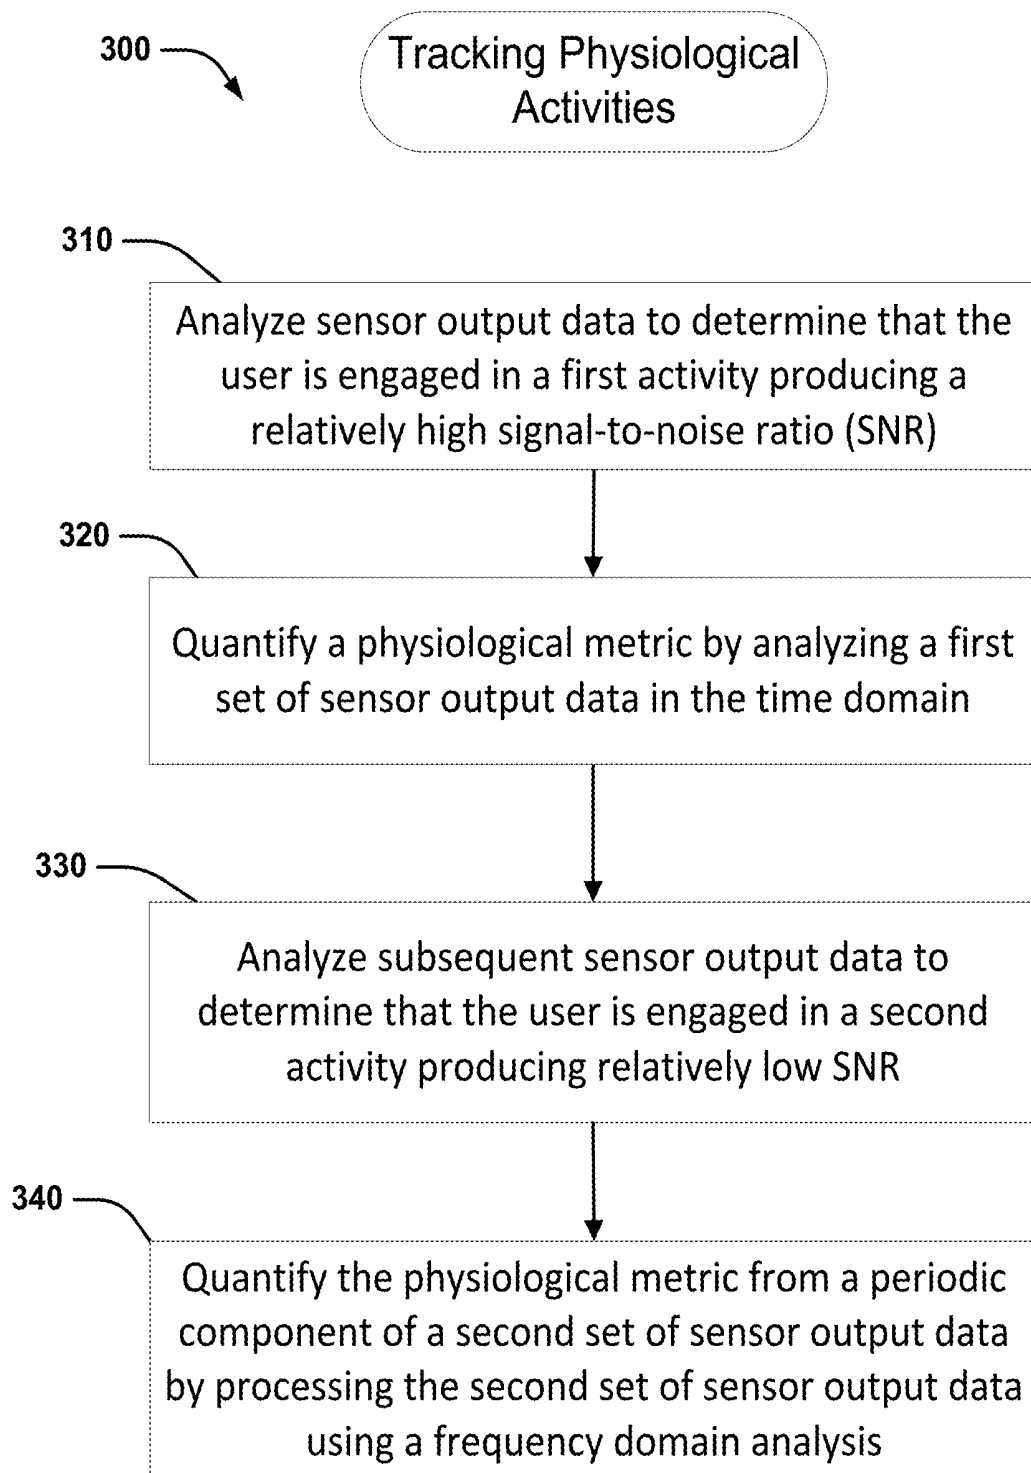 300
Tracking Physiological
Activities
310
Analyze sensor output data to determine that the
user is engaged in a first activity producing a
relatively high signal-to-noise ratio (SNR)
320
Quantify a physiological metric by analyzing a first
set of sensor output data in the time domain
330
Analyze subsequent sensor output data to
determine that the user is engaged in a second
activity producing relatively low SNR
340
Quantify the physiological metric from a periodic
component of a second set of sensor output data
by processing the second set of sensor output data
using a frequency domain analysis